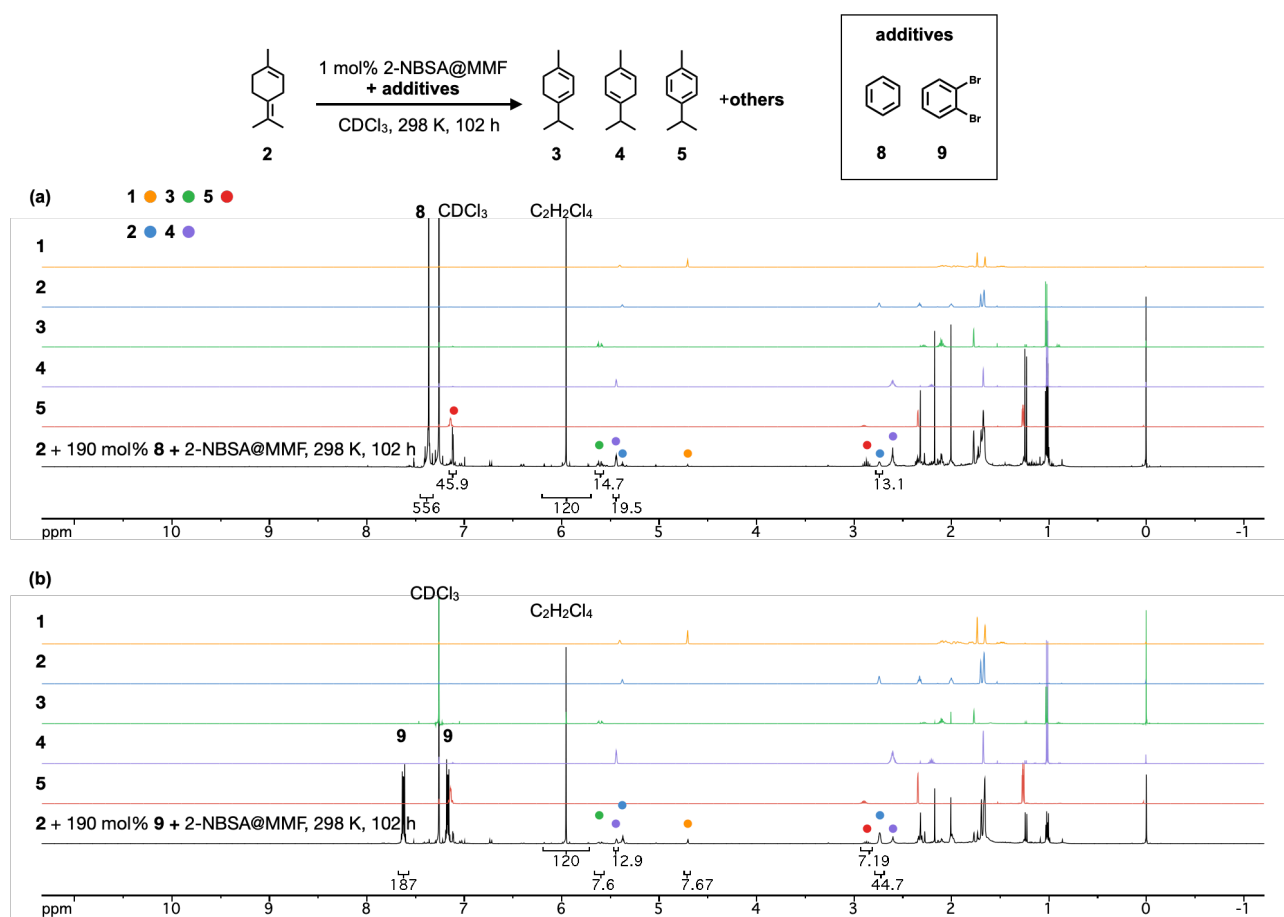 additives
1 mol% 2-NBSA@MMF
+ additives
CDCl₃, 298 K, 102 h
+others
Br
Br
2 3 4 5 8 9
(a)
1 3 5
2 4
8 CDCl₃ C₂H₂Cl₄
1
2
3
4
5
2 + 190 mol% 8 + 2-NBSA@MMF, 298 K, 102 h
45.9 14.7 13.1
556 120 19.5
ppm 10 9 8 7 6 5 4 3 2 1 0 -1
(b)
CDCl₃
C₂H₂Cl₄
1
2
3
9 9
4
5
2 + 190 mol% 9 + 2-NBSA@MMF, 298 K, 102 h
120 12.9 7.19
187 7.6 7.67 44.7
ppm 10 9 8 7 6 5 4 3 2 1 0 -1